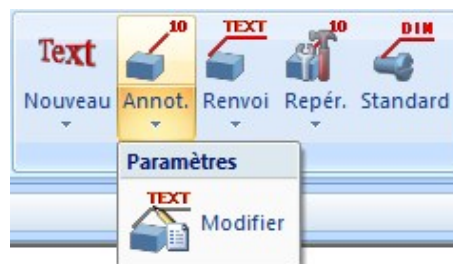 10 TEXT 10 DIN
Text
Nouveau Annot. Renvoi Repér. Standard
Paramètres
TEXT
Modifier